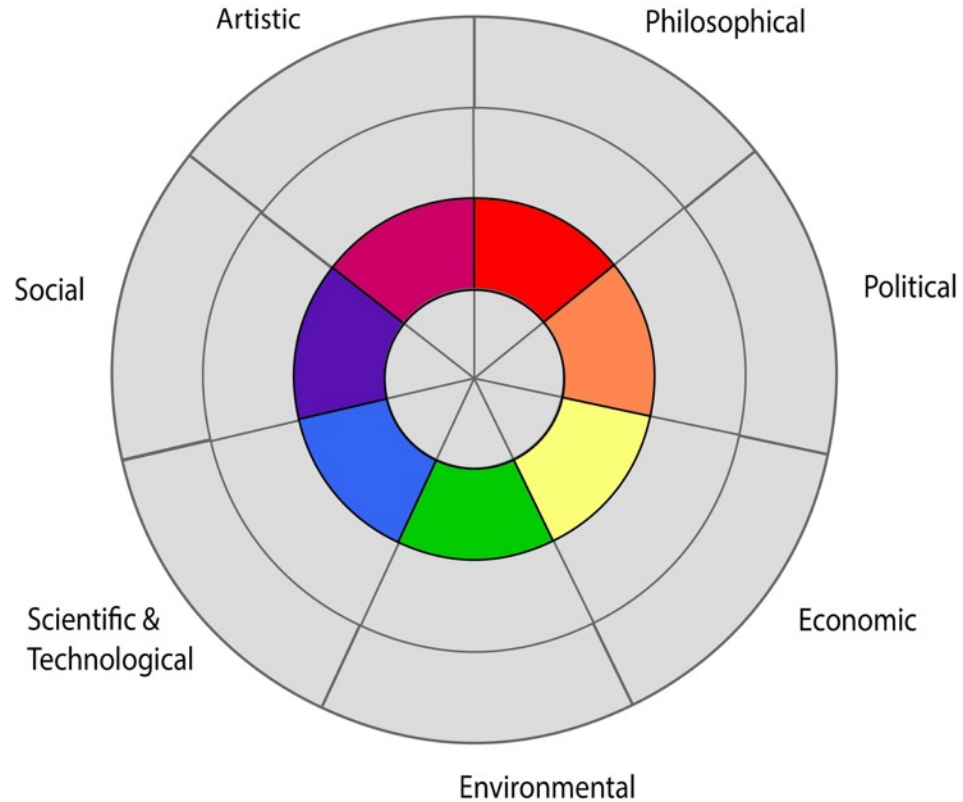 Artistic
Philosophical
Social
Political
Scientific &
Technological
Economic
Environmental